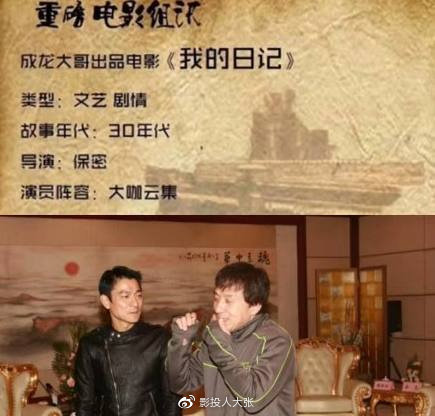 重磅电影组讯
成龙大哥出品电影《我的日记》
类型：文艺 剧情
故事年代：30年代
导演：保密
演员阵容：大咖云集
影投人大张